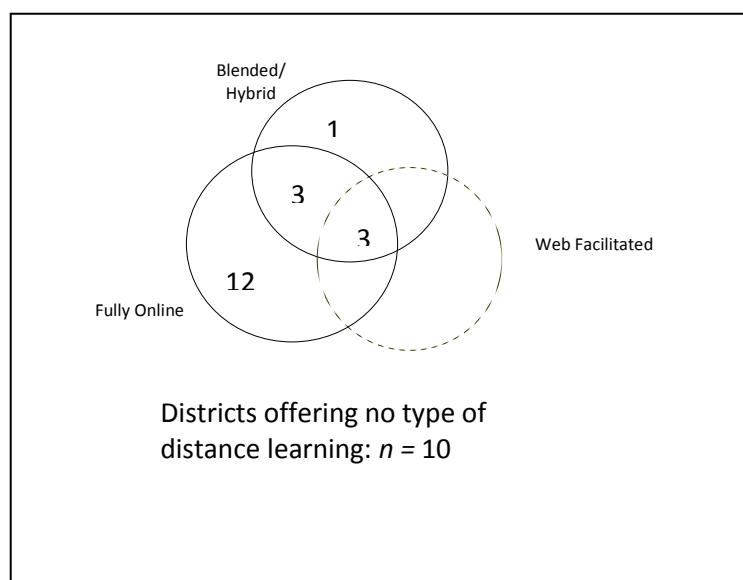 Blended/
Hybrid
1
3
3
Web Facilitated
12
Fully Online
Districts offering no type of
distance learning: n = 10